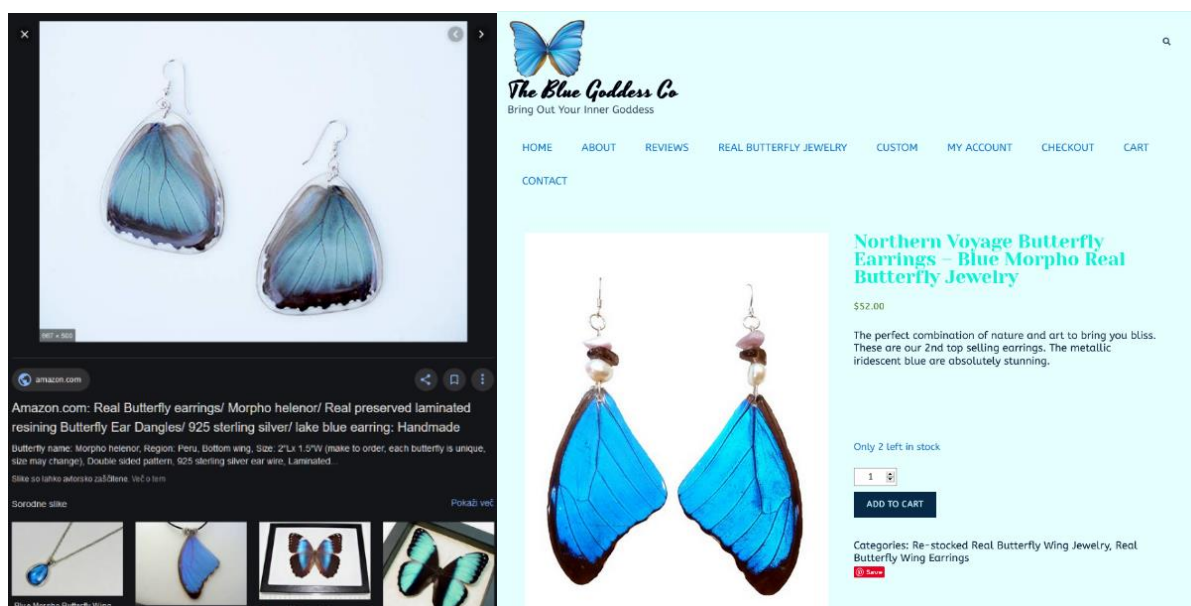 667 × 500
amazon.com
Amazon.com: Real Butterfly earrings/ Morpho helenor/ Real preserved laminated
resining Butterfly Ear Dangles/ 925 sterling silver/ lake blue earring: Handmade
Butterfly name: Morpho helenor, Region: Peru, Bottom wing, Size: 2"Lx 1.5"W (make to order, each butterfly is unique,
size may change), Double sided pattern, 925 sterling silver ear wire, Laminated...
Slike so lahko avtorsko zaščitene. Več o tem
Sorodne slike
Pokaži več
Blue Morpho Butterfly Wing
The Blue Goddess Co
Bring Out Your Inner Goddess
HOME ABOUT REVIEWS REAL BUTTERFLY JEWELRY CUSTOM MY ACCOUNT CHECKOUT CART
CONTACT
Northern Voyage Butterfly
Earrings – Blue Morpho Real
Butterfly Jewelry
$52.00
The perfect combination of nature and art to bring you bliss.
These are our 2nd top selling earrings. The metallic
iridescent blue are absolutely stunning.
Only 2 left in stock
1
ADD TO CART
Categories: Re-stocked Real Butterfly Wing Jewelry, Real
Butterfly Wing Earrings
Save